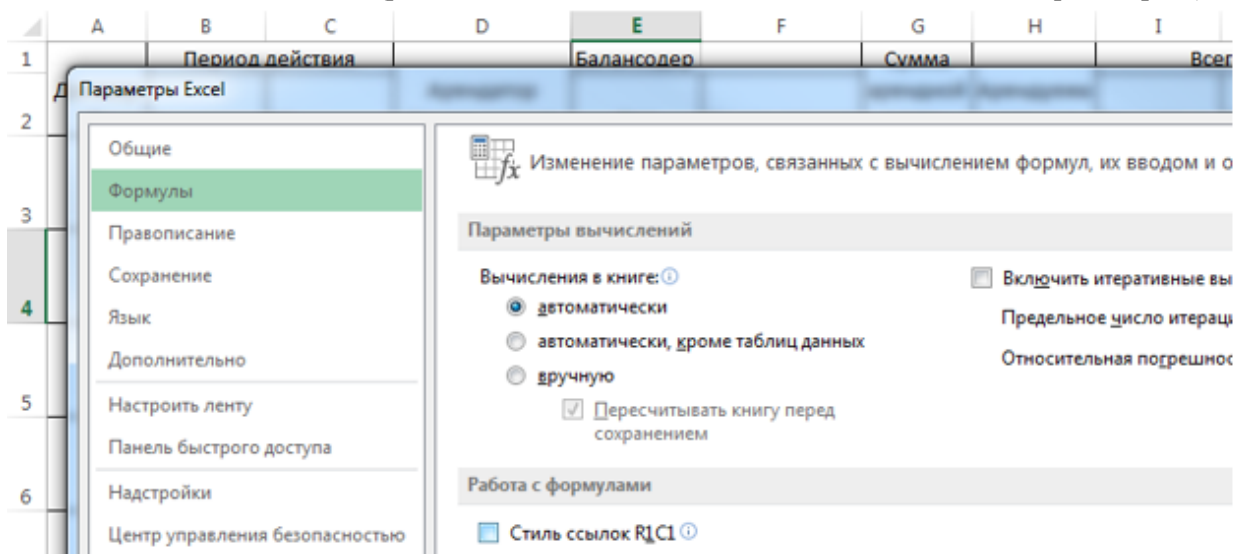 A B C D E F G H I
1 Период действия Балансодер Сумма Всег
Параметры Excel
2
Общие
Изменение параметров, связанных с вычислением формул, их вводом и о
Формулы
3
Правописание
Параметры вычислений
Сохранение
Вычисления в книге:
Включить итеративные вы
4
автоматически
Язык
Предельное число итераци
автоматически, кроме таблиц данных
Дополнительно
Относительная погрешнос
вручную
5
Настроить ленту
Пересчитывать книгу перед
сохранением
Панель быстрого доступа
6
Надстройки
Работа с формулами
Центр управления безопасностью
Стиль ссылок R1C1